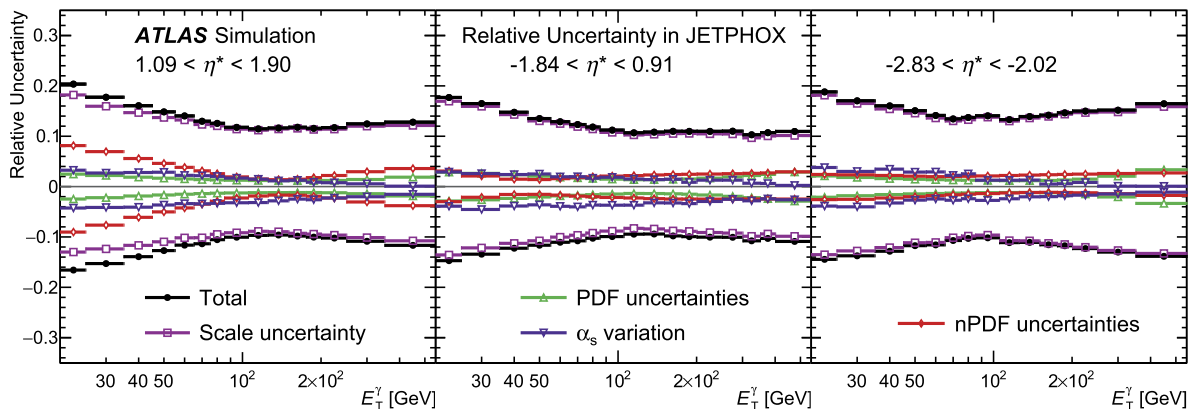 ATLAS Simulation
1.09 < η* < 1.90
Relative Uncertainty in JETPHOX
-1.84 < η* < 0.91
-2.83 < η* < -2.02
Relative Uncertainty
0.3
0.2
0.1
0
−0.1
−0.2
−0.3
Total
Scale uncertainty
PDF uncertainties
αs variation
nPDF uncertainties
30 40 50 10² 2×10²
30 40 50 10² 2×10²
30 40 50 10² 2×10²
E_T^γ [GeV]
E_T^γ [GeV]
E_T^γ [GeV]